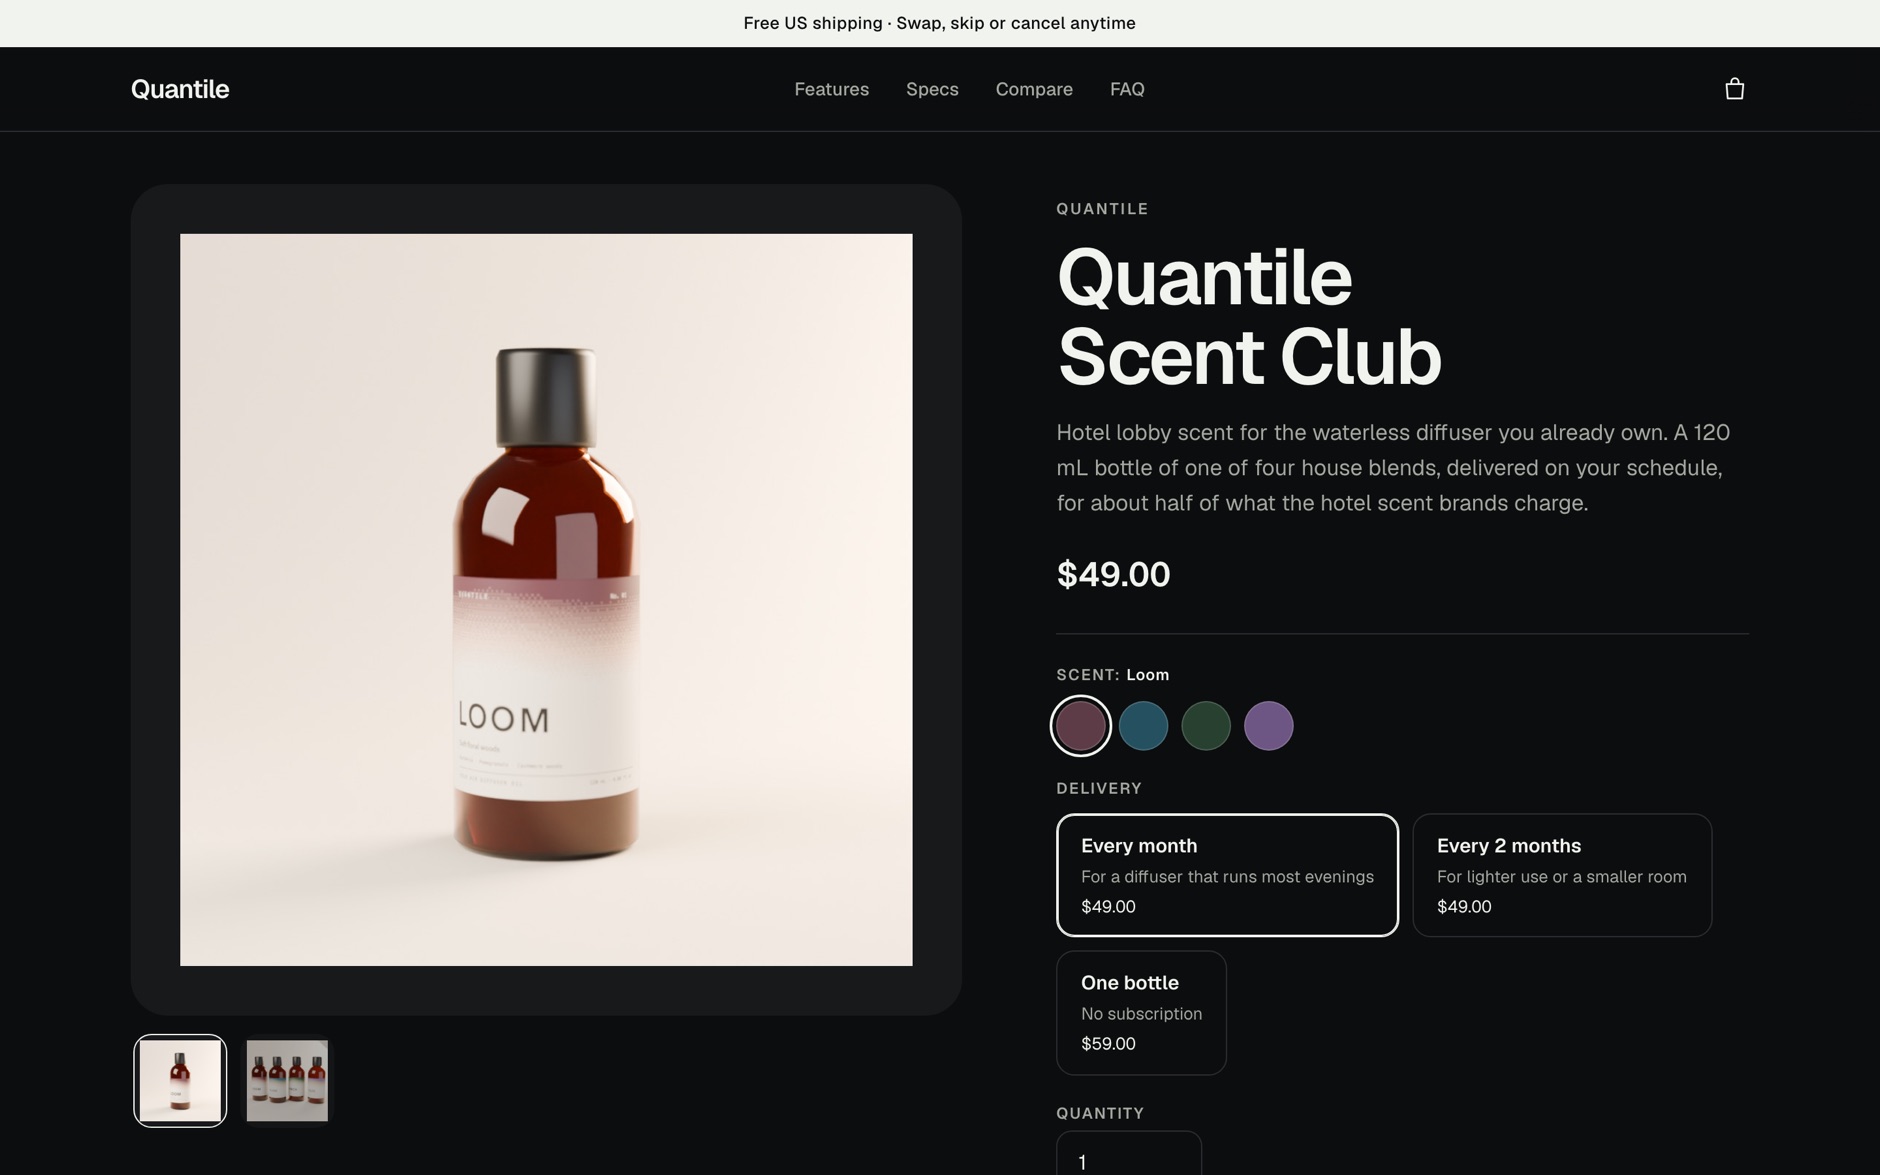 Free US shipping · Swap, skip or cancel anytime
Quantile
Features
Specs
Compare
FAQ
QUANTILE
Quantile
Scent Club
Hotel lobby scent for the waterless diffuser you already own. A 120
mL bottle of one of four house blends, delivered on your schedule,
for about half of what the hotel scent brands charge.
$49.00
SCENT: Loom
DELIVERY
Every month
For a diffuser that runs most evenings
$49.00
Every 2 months
For lighter use or a smaller room
$49.00
One bottle
No subscription
$59.00
QUANTITY
1
QUANTILE
LOOM